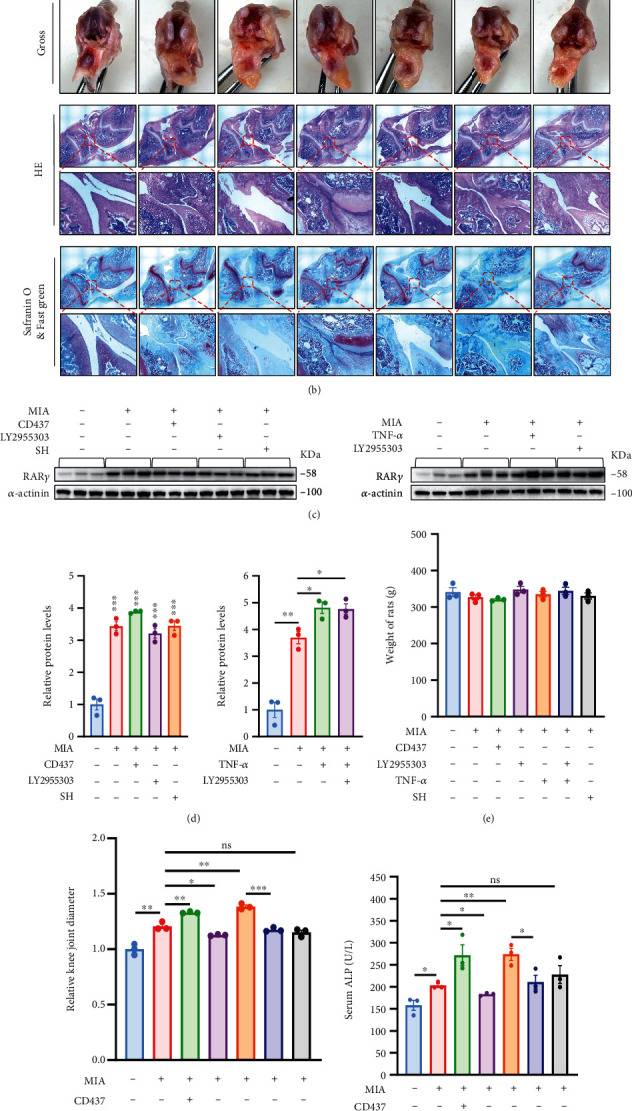 Gross
HE
Safranin O
& Fast green
(b)
MIA – + + + +
CD437 – – + – –
LY2955303 – – – + –
SH – – – – +
KDa
RARγ –58
α-actinin –100
MIA – + + +
TNF-α – – + –
LY2955303 – – – +
KDa
RARγ –58
α-actinin –100
(c)
Relative protein levels
5
4
3
2
1
0
*** *** *** ***
MIA – + + + +
CD437 – – + – –
LY2955303 – – – + –
SH – – – – +
Relative protein levels
6
5
4
3
2
1
0
** * *
MIA – + + +
TNF-α – – + +
LY2955303 – – – +
(d)
Weight of rats (g)
500
400
300
200
100
0
MIA – + + + + + +
CD437 – – + – – – –
LY2955303 – – – + – + –
TNF-α – – – – + + –
SH – – – – – – +
(e)
Relative knee joint diameter
2.0
1.5
1.0
0.5
0.0
ns
**
*
** ** ***
MIA – + + + + + +
CD437 – – + – – – –
Serum ALP (U/L)
450
400
350
300
250
200
150
100
50
0
ns
**
*
* * *
MIA – + + + + + +
CD437 – – + – – – –